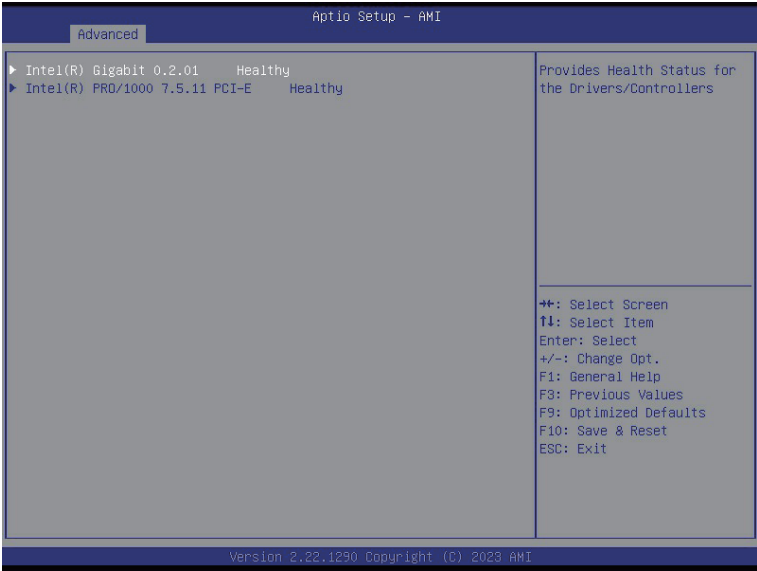 Aptio Setup – AMI
Advanced
▶ Intel(R) Gigabit 0.2.01 Healthy
▶ Intel(R) PRO/1000 7.5.11 PCI-E Healthy
Provides Health Status for
the Drivers/Controllers
→←: Select Screen
↑↓: Select Item
Enter: Select
+/-: Change Opt.
F1: General Help
F3: Previous Values
F9: Optimized Defaults
F10: Save & Reset
ESC: Exit
Version 2.22.1290 Copyright (C) 2023 AMI